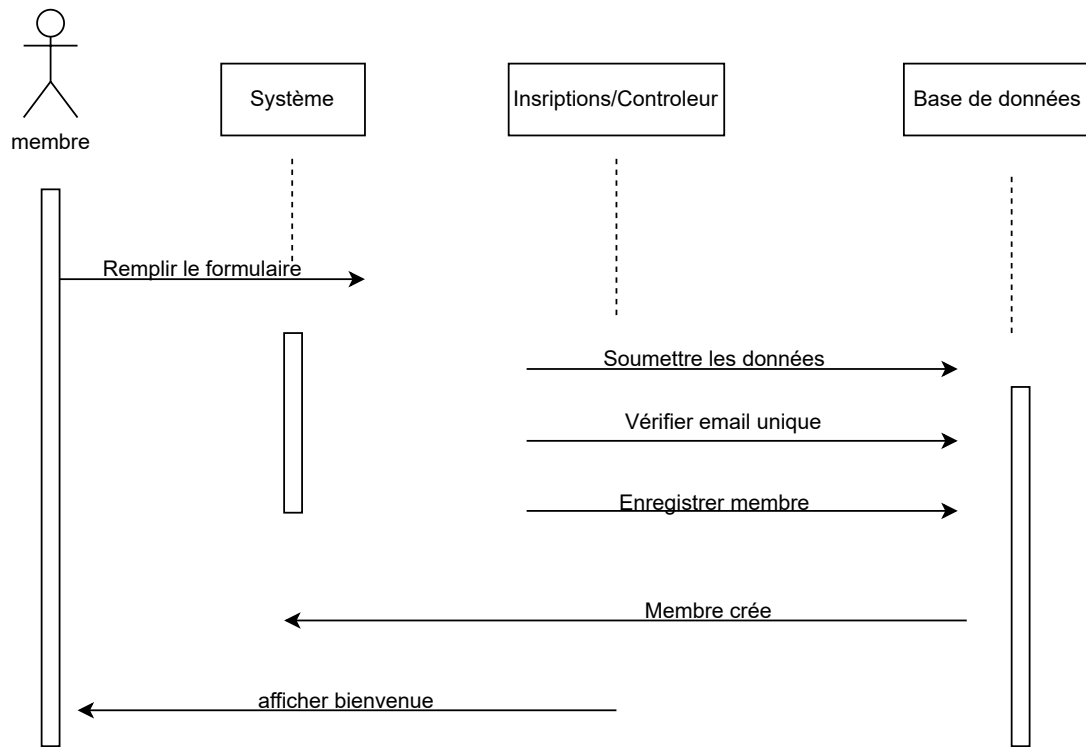 membre
Système
Insriptions/Controleur
Base de données
Remplir le formulaire
Soumettre les données
Vérifier email unique
Enregistrer membre
Membre crée
afficher bienvenue